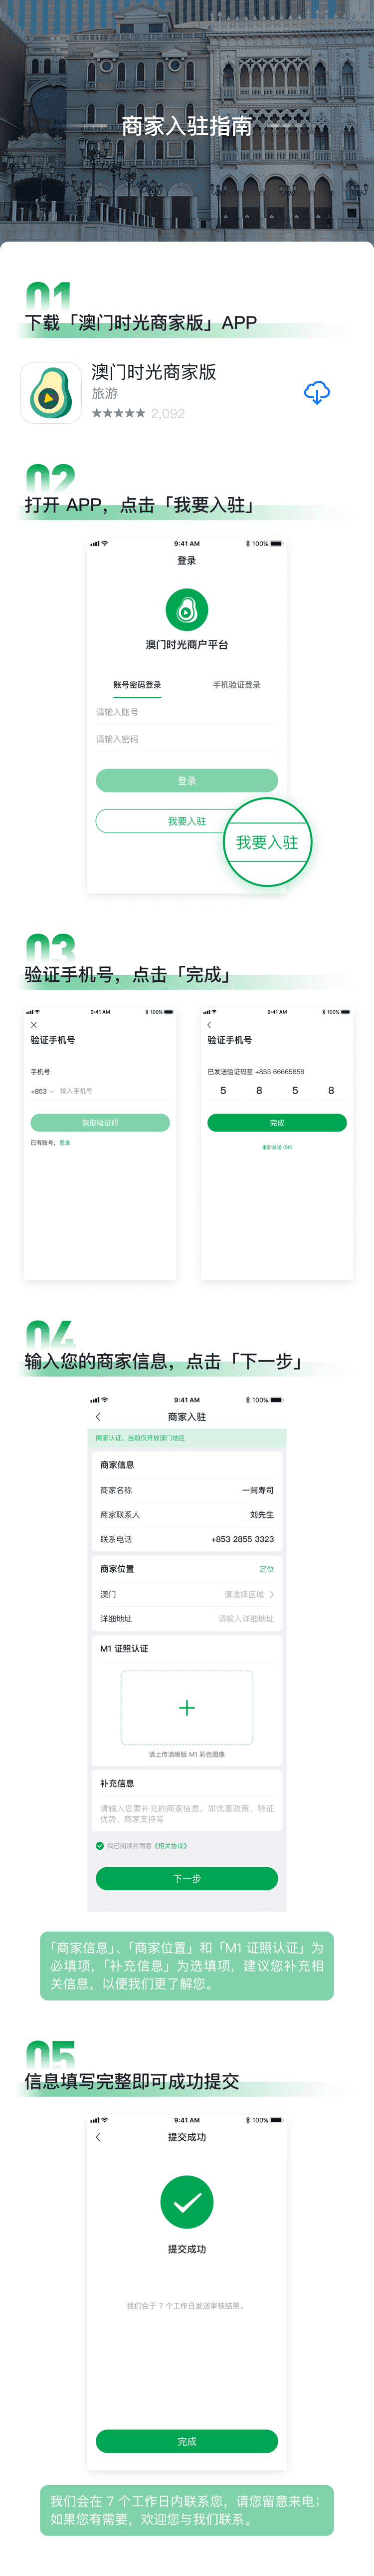 商家入驻指南
01
下载「澳门时光商家版」APP
澳门时光商家版
旅游
★★★★★ 2,092
02
打开 APP，点击「我要入驻」
9:41 AM 100%
登录
澳门时光商户平台
账号密码登录 手机验证登录
请输入账号
请输入密码
登录
我要入驻
我要入驻
03
验证手机号，点击「完成」
9:41 AM 100%
验证手机号
手机号
+853 输入手机号
获取验证码
已有账号，登录
9:41 AM 100%
验证手机号
已发送验证码至 +853 66665858
5 8 5 8
完成
重新发送 (56)
04
输入您的商家信息，点击「下一步」
9:41 AM 100%
商家入驻
商家认证，当前仅开放澳门地区
商家信息
商家名称 一间寿司
商家联系人 刘先生
联系电话 +853 2855 3323
商家位置 定位
澳门 请选择区域
详细地址 请输入详细地址
M1 证照认证
请上传清晰版 M1 彩色图像
补充信息
请输入您要补充的商家信息，如优惠政策、特征
优势、商家支持等
我已阅读并同意《相关协议》
下一步
「商家信息」、「商家位置」和「M1 证照认证」为
必填项，「补充信息」为选填项，建议您补充相
关信息，以便我们更了解您。
05
信息填写完整即可成功提交
9:41 AM 100%
提交成功
提交成功
我们会于 7 个工作日发送审核结果。
完成
我们会在 7 个工作日内联系您，请您留意来电；
如果您有需要，欢迎您与我们联系。